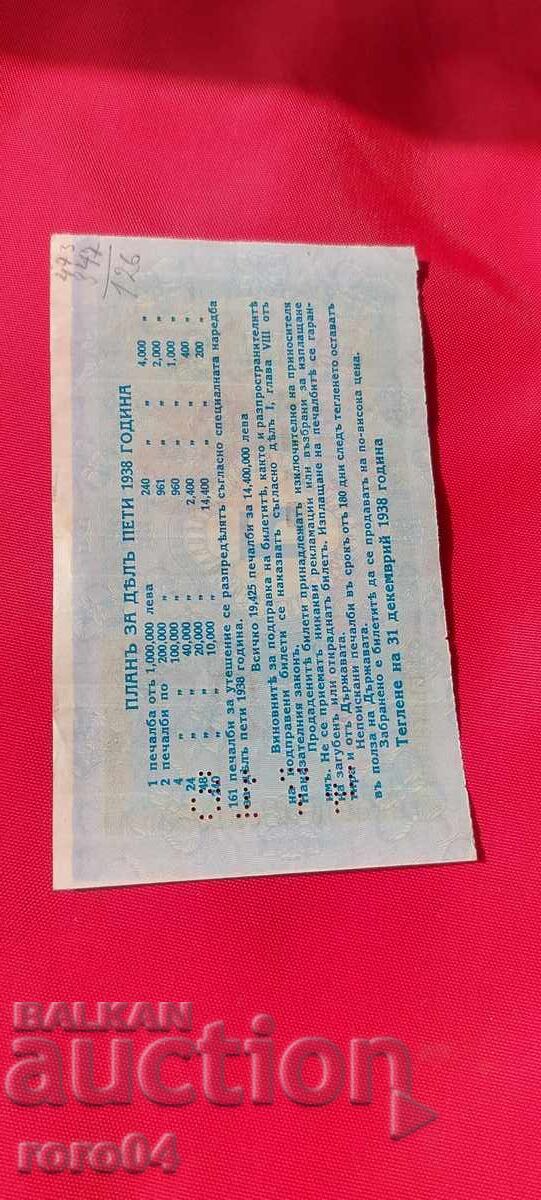 473
347
126
ПЛАНЪ ЗА ДѢЛЪ ПЕТИ 1938 ГОДИНА
1 печалба отъ 1,000,000 лева 240 „ „ 4,000 „
2 печалби по 200,000 „ 961 „ „ 2,000 „
4 „ „ 100,000 „ 960 „ „ 1,000 „
24 „ „ 40,000 „ 2,400 „ „ 400 „
48 „ „ 20,000 „ 14,400 „ „ 200 „
240 „ „ 10,000 „
161 печалби за утешение се разпредѣлятъ съгласно специалната наредба
за дѣлъ пети 1938 година.
Всичко 19,425 печалби за 14,400,000 лева
Виновнитѣ за подправка на билетитѣ, както и разпространителитѣ
на подправени билети се наказватъ съгласно дѣлъ I, глава VIII отъ
наказателния законъ.
Продаденитѣ билети принадлежатъ изключително на приносителя
имъ. Не се приематъ никакви рекламации или възбрани за изплащане
за загубенъ или откраднатъ билетъ. Изплащане на печалбитѣ се гаран-
тира и отъ Държавата.
Непоискани печалби въ срокъ отъ 180 дни следъ тегленето оставатъ
въ полза на Държавата.
Забранено е билетитѣ да се продаватъ на по-висока цена.
Теглене на 31 декемврий 1938 година
BALKAN
auction
roro04